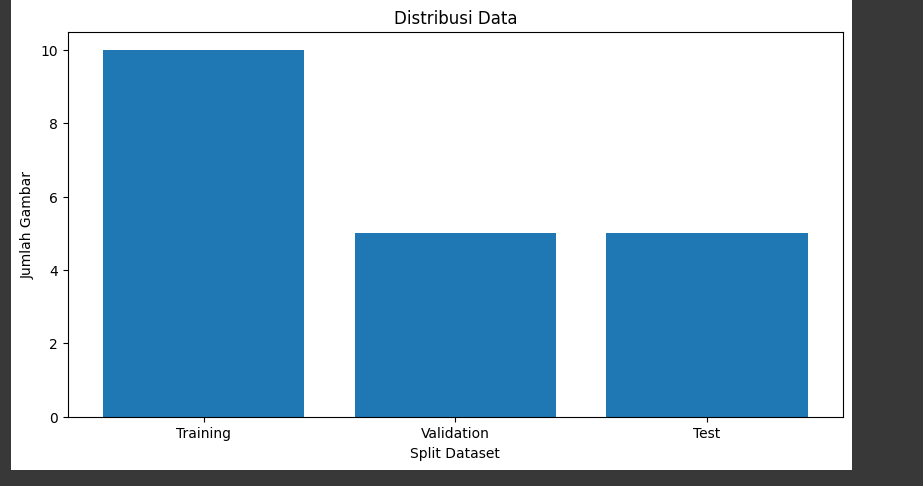 Distribusi Data
10
8
6
4
2
0
Jumlah Gambar
Training Validation Test
Split Dataset